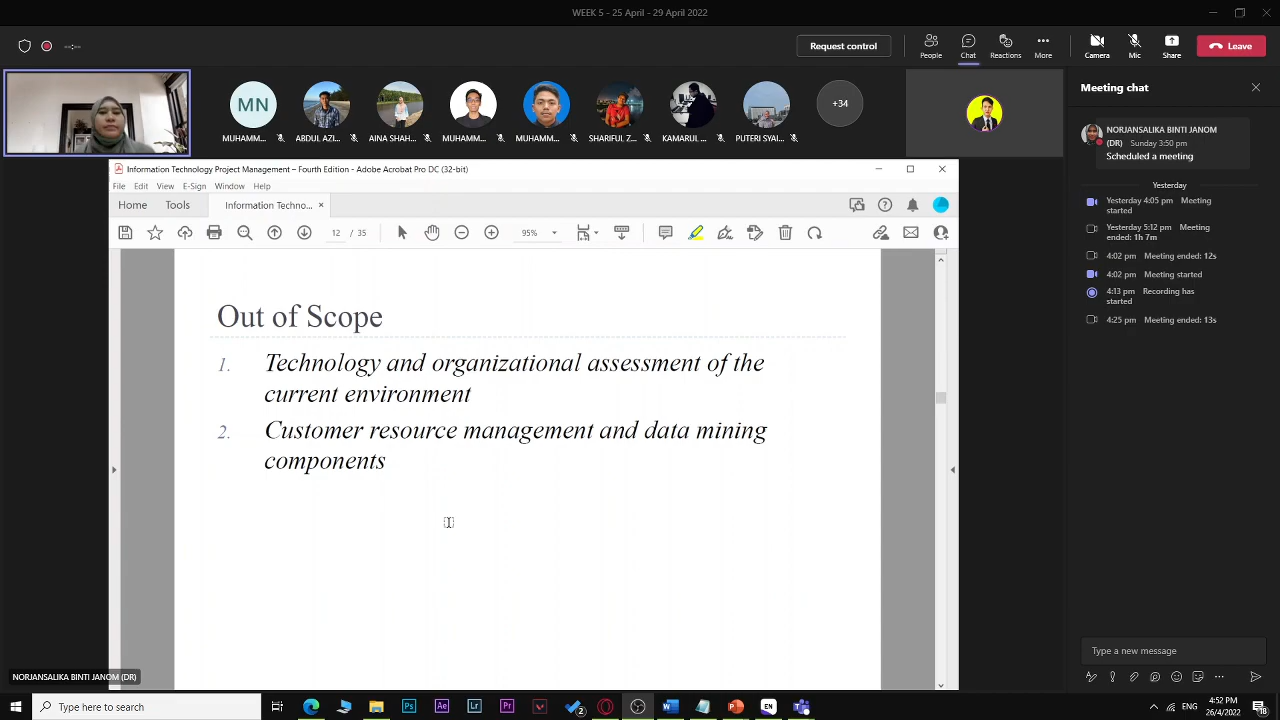 WEEK 5 - 25 April - 29 April 2022
--:--
Request control
People
Chat
Reactions
More
Camera
Mic
Share
Leave
MN
+34
MUHAMM...
ABDUL AZI...
AINA SHAH...
MUHAMM...
MUHAMM...
SHARIFUL Z...
KAMARUL ...
PUTERI SYAI...
Meeting chat
NORJANSALIKA BINTI JANOM
(DR) Sunday 3:50 pm
Scheduled a meeting
Yesterday
Yesterday 4:05 pm Meeting
started
Yesterday 5:12 pm Meeting
ended: 1h 7m
4:02 pm Meeting ended: 12s
4:02 pm Meeting started
4:13 pm Recording has
started
4:25 pm Meeting ended: 13s
Type a new message
Information Technology Project Management – Fourth Edition - Adobe Acrobat Pro DC (32-bit)
File Edit View E-Sign Window Help
Home Tools Information Techno... ×
12 / 35
95%
Out of Scope
1. Technology and organizational assessment of the
current environment
2. Customer resource management and data mining
components
NORJANSALIKA BINTI JANOM (DR)
Type here to search
Ps
Ae
Lr
Pr
2
EN
ENG
4:52 PM
26/4/2022